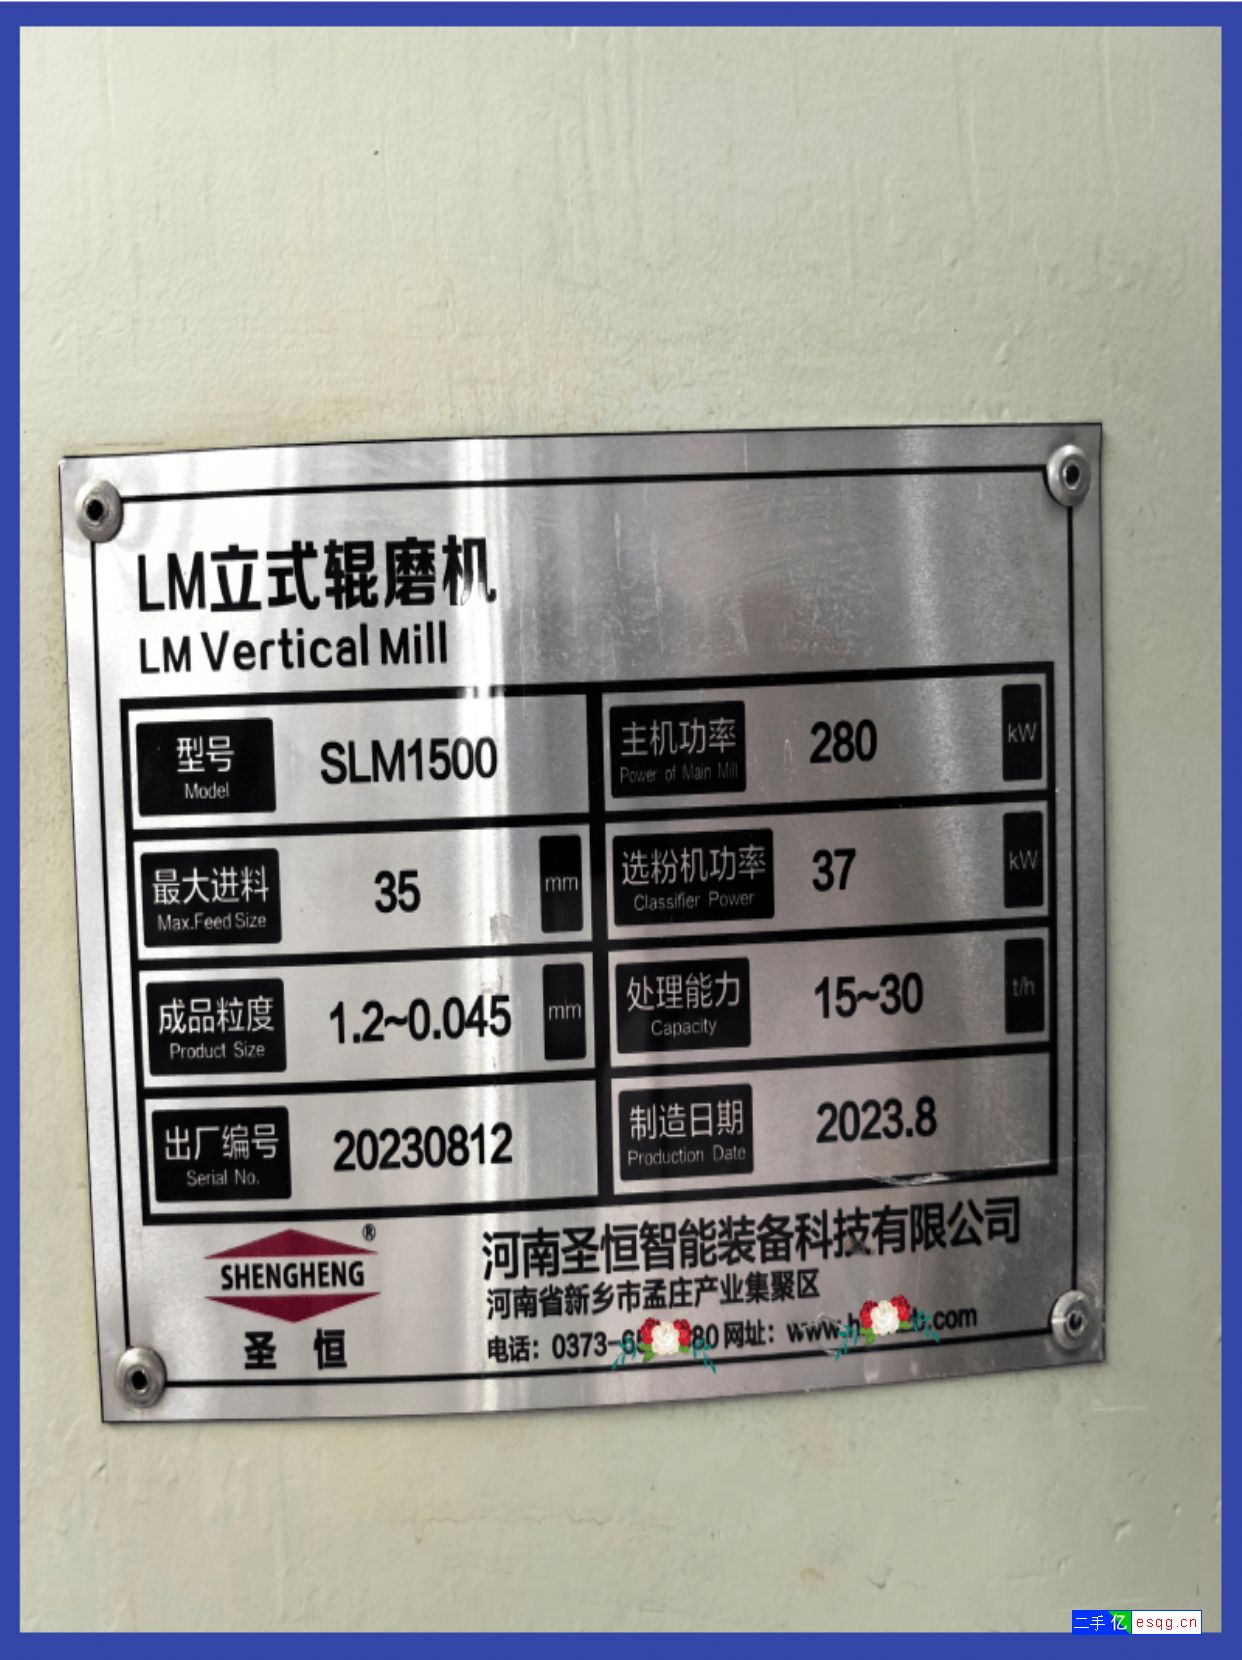 LM立式辊磨机
LM Vertical Mill
型号
Model
SLM1500
主机功率
Power of Main Mill
280
kW
最大进料
Max.Feed Size
35
mm
选粉机功率
Classifier Power
37
kW
成品粒度
Product Size
1.2~0.045
mm
处理能力
Capacity
15~30
t/h
出厂编号
Serial No.
20230812
制造日期
Production Date
2023.8
SHENGHENG®
圣恒
河南圣恒智能装备科技有限公司
河南省新乡市孟庄产业集聚区
电话：0373- 80 网址：www. .com
二手亿 esqg.cn